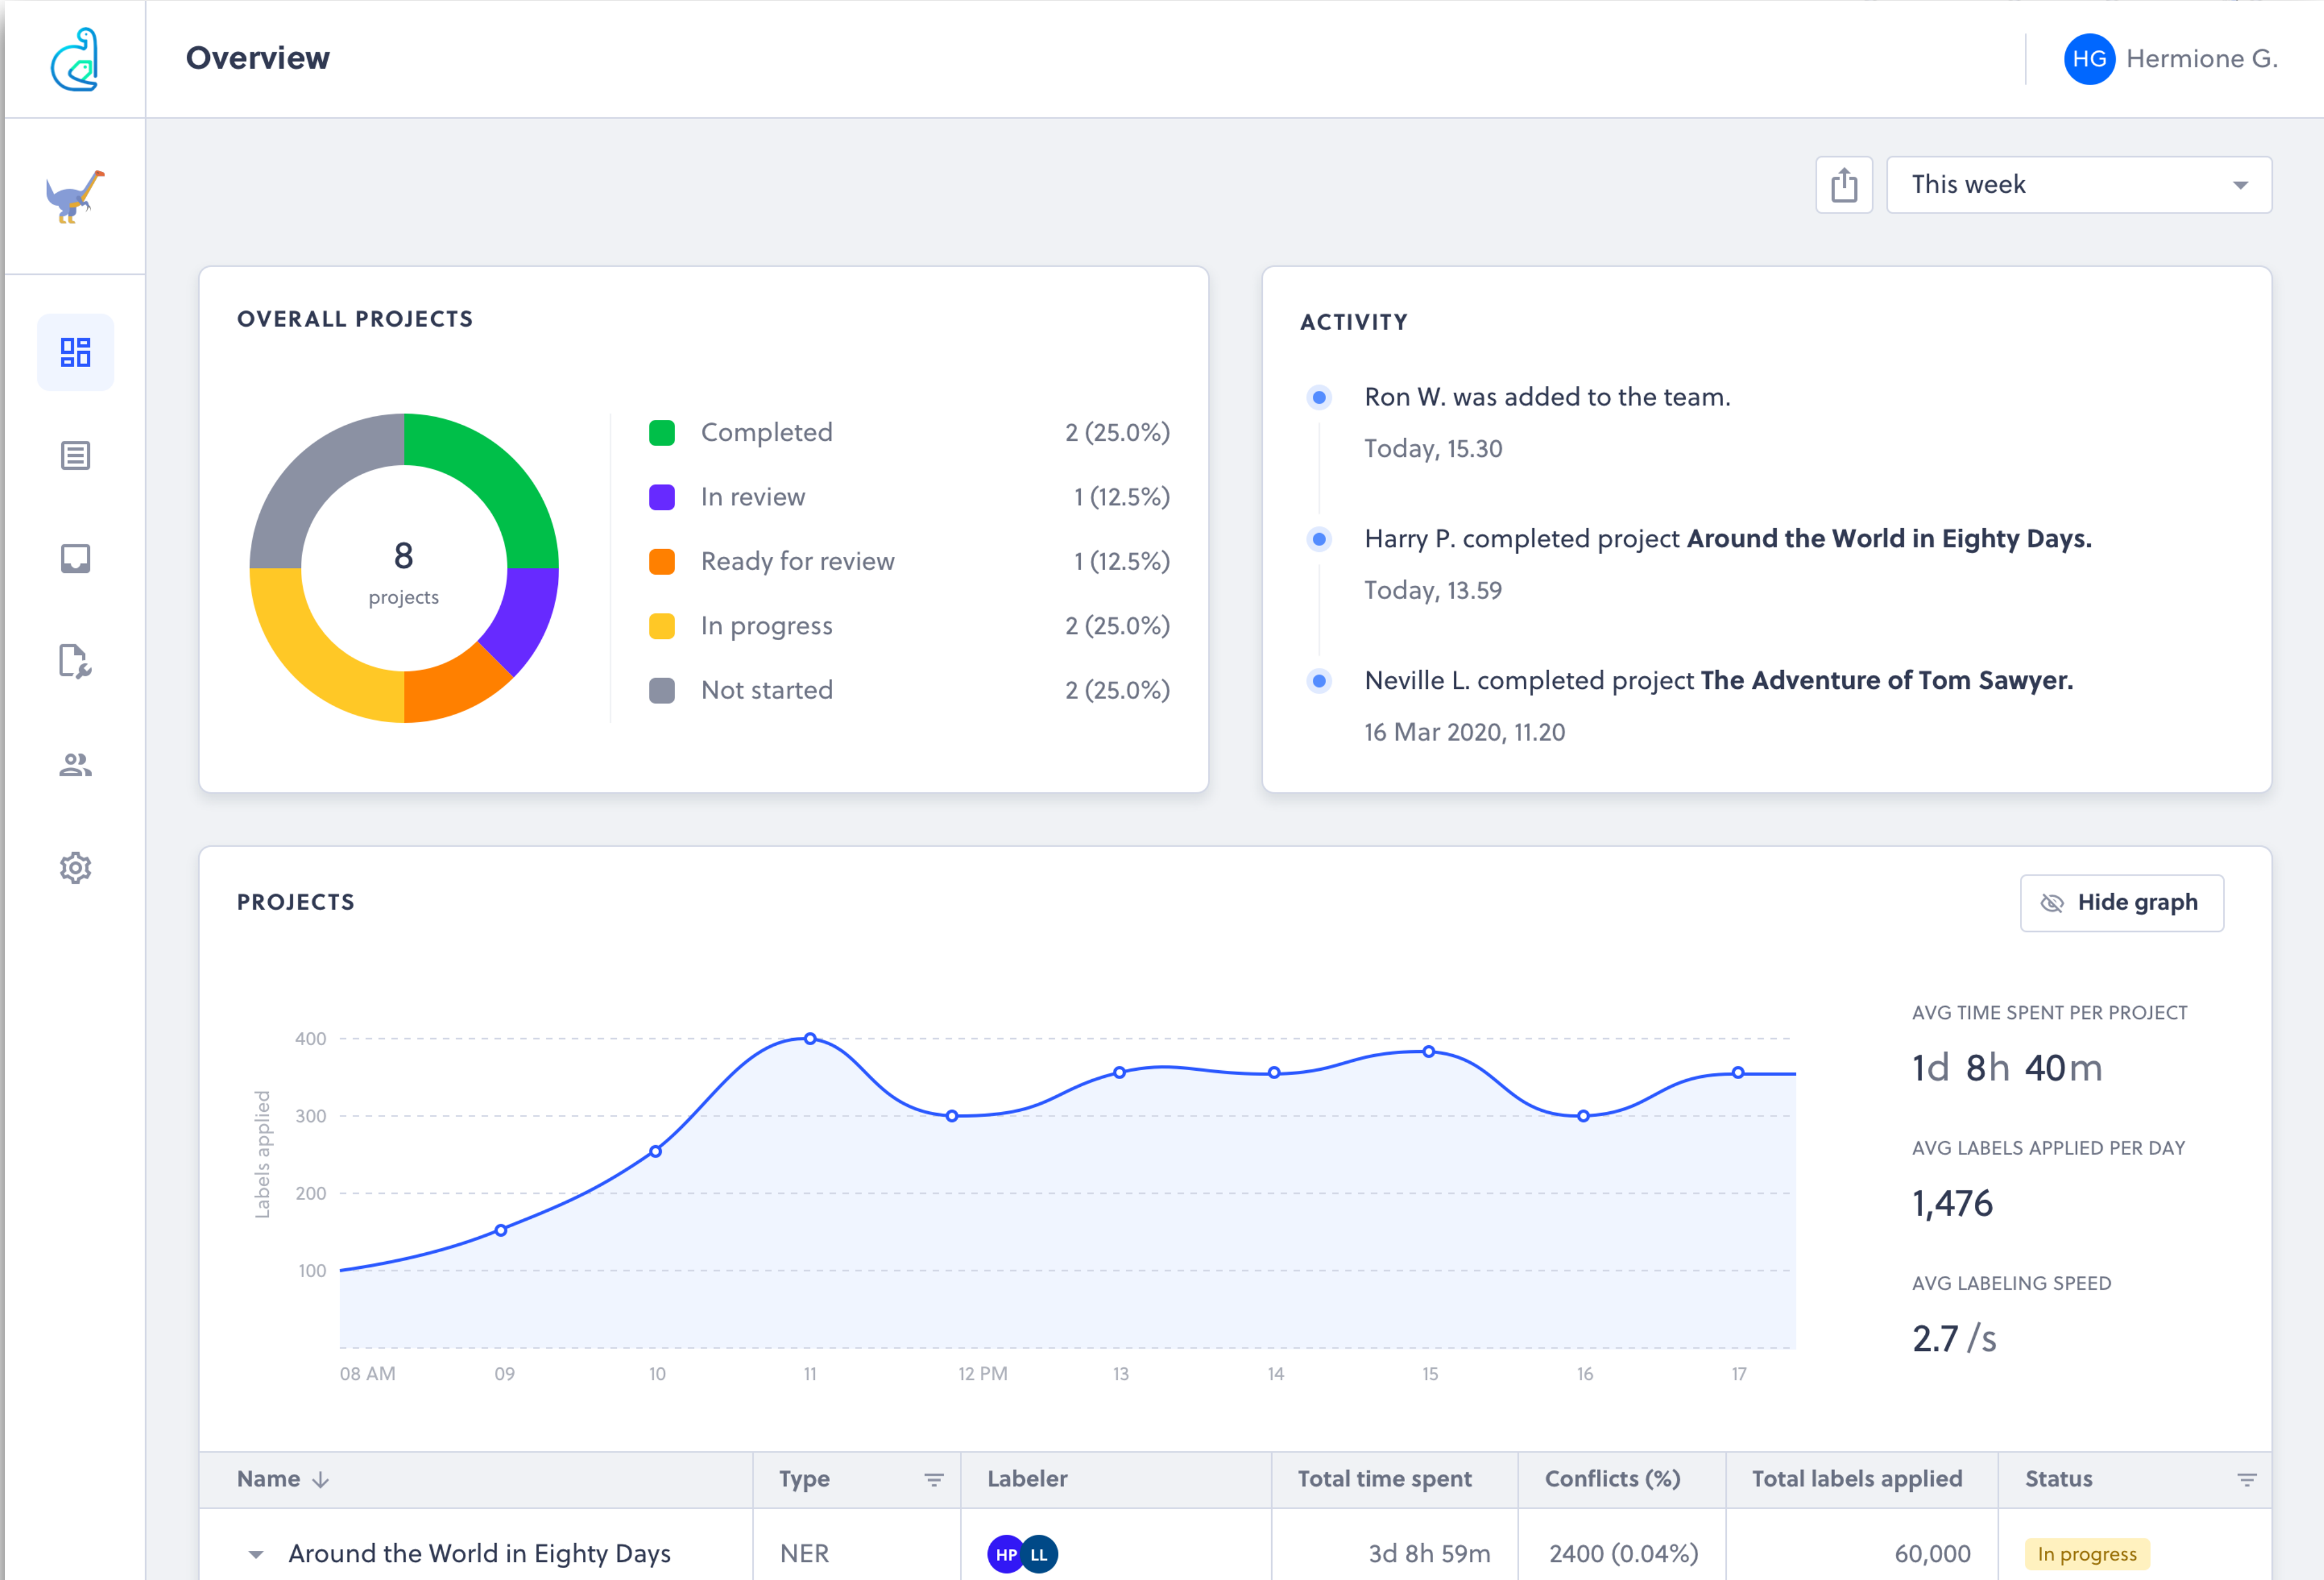 Overview
HG Hermione G.
This week
OVERALL PROJECTS
8
projects
Completed 2 (25.0%)
In review 1 (12.5%)
Ready for review 1 (12.5%)
In progress 2 (25.0%)
Not started 2 (25.0%)
ACTIVITY
Ron W. was added to the team.
Today, 15.30
Harry P. completed project Around the World in Eighty Days.
Today, 13.59
Neville L. completed project The Adventure of Tom Sawyer.
16 Mar 2020, 11.20
PROJECTS
Hide graph
Labels applied
400
300
200
100
08 AM 09 10 11 12 PM 13 14 15 16 17
AVG TIME SPENT PER PROJECT
1d 8h 40m
AVG LABELS APPLIED PER DAY
1,476
AVG LABELING SPEED
2.7 /s
Name Type Labeler Total time spent Conflicts (%) Total labels applied Status
Around the World in Eighty Days NER HP LL 3d 8h 59m 2400 (0.04%) 60,000 In progress